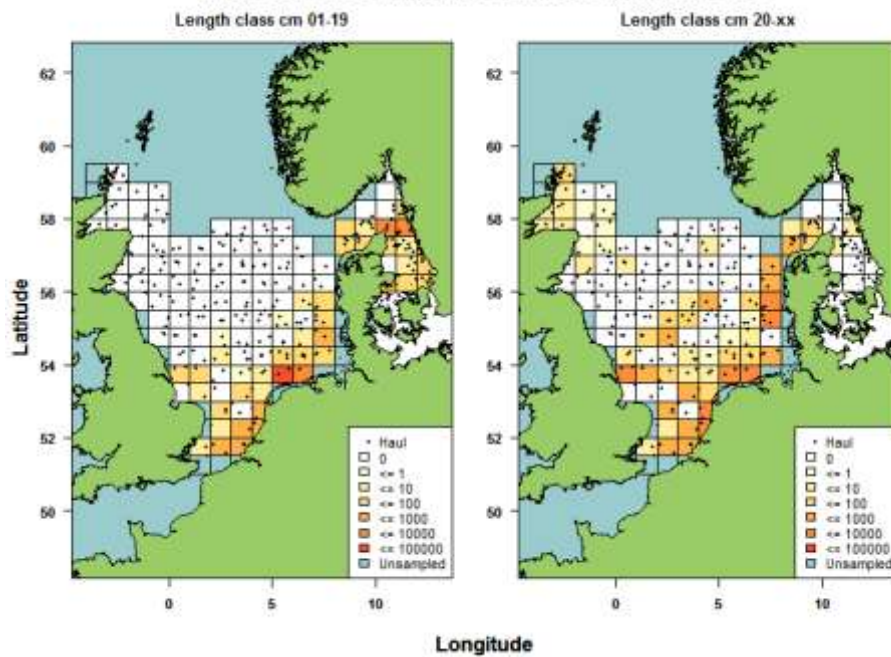 Length class cm 01-19
Length class cm 20-xx
Latitude
62
60
58
56
54
52
50
62
60
58
56
54
52
50
Haul
0
<= 1
<= 10
<= 100
<= 1000
<= 10000
<= 100000
Unsampled
Haul
0
<= 1
<= 10
<= 100
<= 1000
<= 10000
<= 100000
Unsampled
0 5 10
0 5 10
Longitude